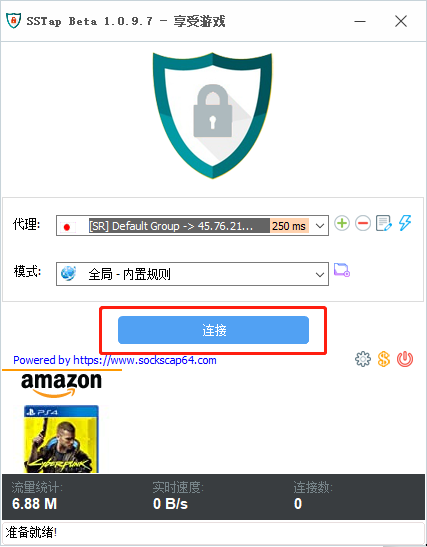 SSTap Beta 1.0.9.7 - 享受游戏
代理:
[SR] Default Group -> 45.76.21... 250 ms
模式:
全局 - 内置规则
连接
Powered by https://www.sockscap64.com
amazon
PS4
Cyberpunk
流量统计: 实时速度: 连接数:
6.88 M 0 B/s 0
准备就绪!